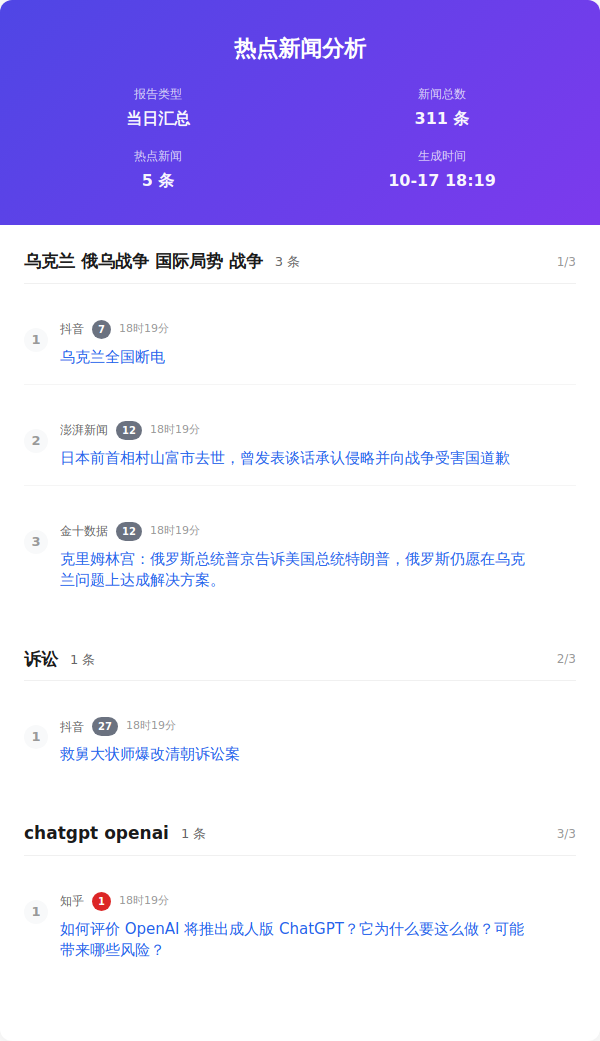 热点新闻分析
报告类型
新闻总数
当日汇总
311 条
热点新闻
生成时间
5 条
10-17 18:19
乌克兰 俄乌战争 国际局势 战争 3 条 1/3
1
抖音 7 18时19分
乌克兰全国断电
2
澎湃新闻 12 18时19分
日本前首相村山富市去世，曾发表谈话承认侵略并向战争受害国道歉
3
金十数据 12 18时19分
克里姆林宫：俄罗斯总统普京告诉美国总统特朗普，俄罗斯仍愿在乌克
兰问题上达成解决方案。
诉讼 1 条 2/3
1
抖音 27 18时19分
救舅大状师爆改清朝诉讼案
chatgpt openai 1 条 3/3
1
知乎 1 18时19分
如何评价 OpenAI 将推出成人版 ChatGPT？它为什么要这么做？可能
带来哪些风险？